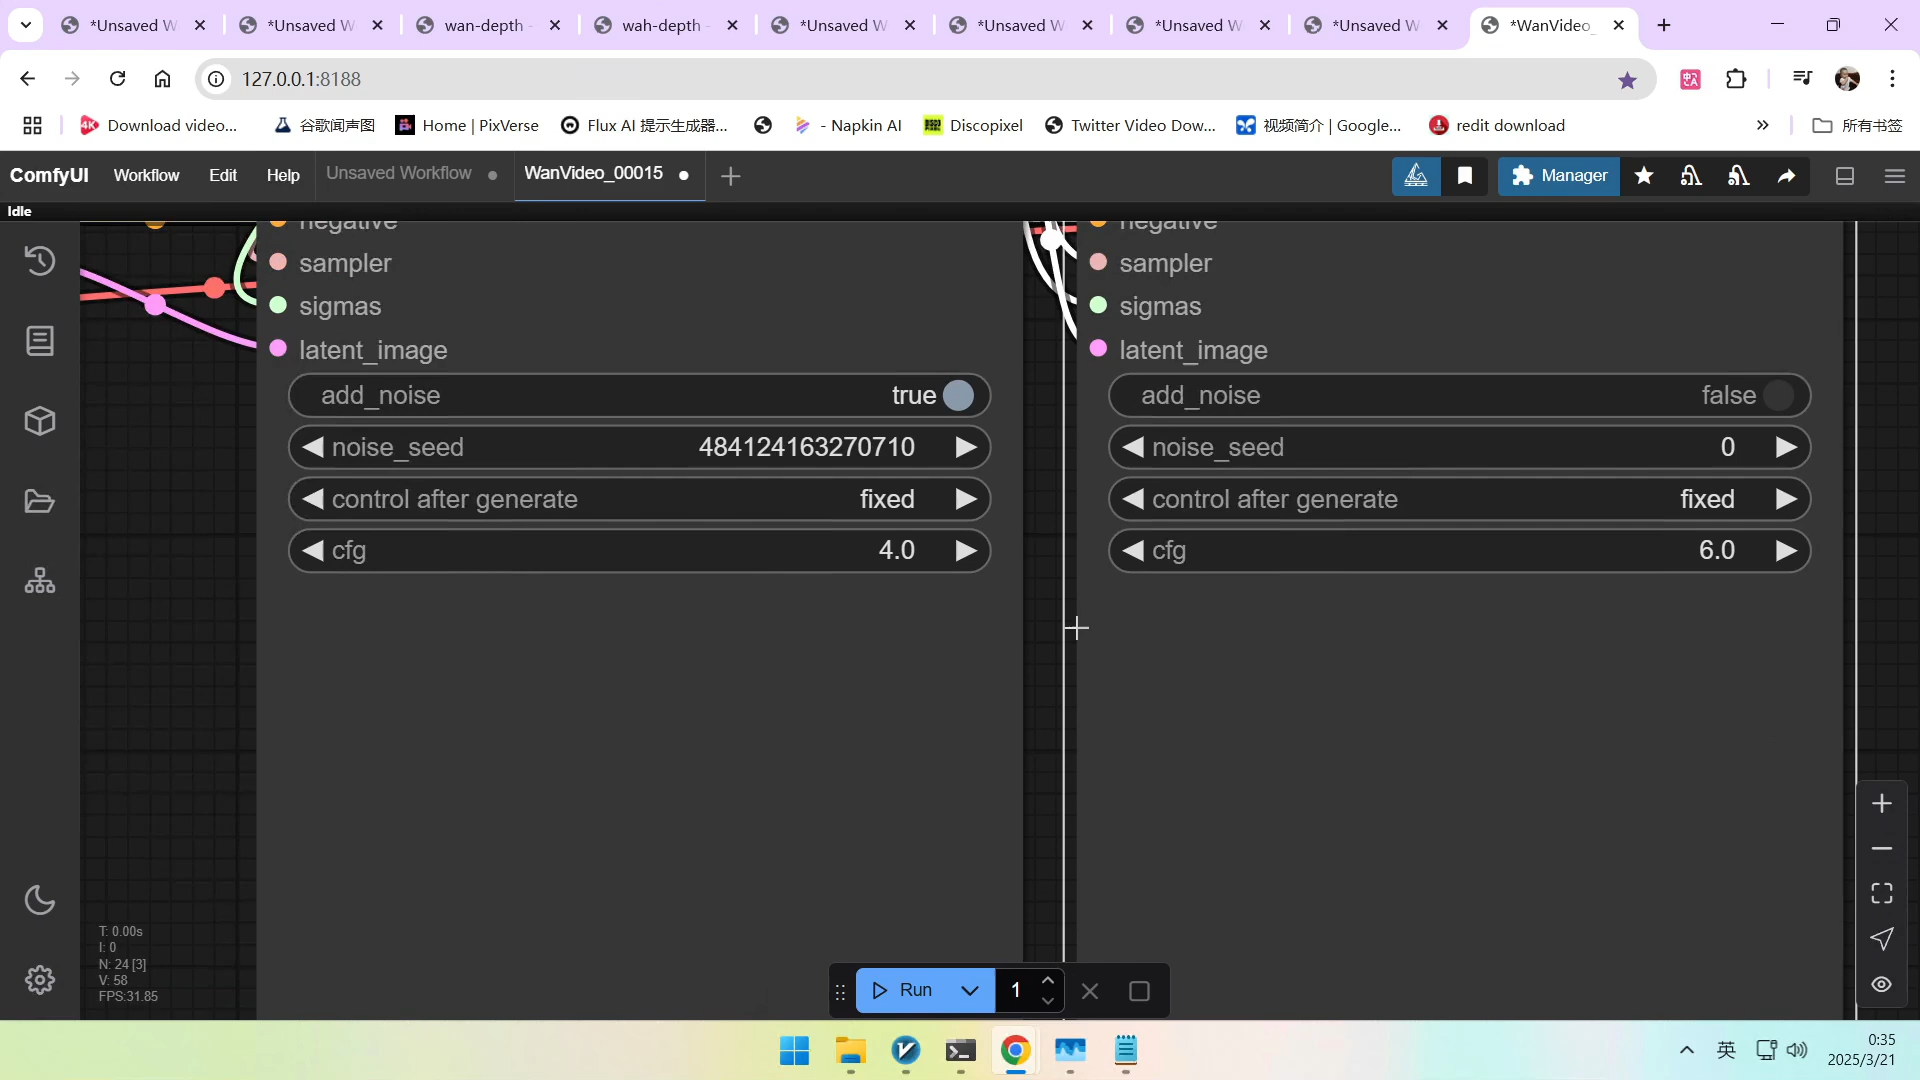 *Unsaved W
*Unsaved W
wan-depth -
wah-depth -
*Unsaved W
*Unsaved W
*Unsaved W
*Unsaved W
*WanVideo_
127.0.0.1:8188
4K Download video...
谷歌闻声图
Home | PixVerse
Flux AI 提示生成器...
- Napkin AI
Discopixel
Twitter Video Dow...
视频简介 | Google...
redit download
»
所有书签
ComfyUI
Workflow
Edit
Help
Unsaved Workflow
WanVideo_00015
Manager
Idle
negative
sampler
sigmas
latent_image
add_noise true
noise_seed 484124163270710
control after generate fixed
cfg 4.0
negative
sampler
sigmas
latent_image
add_noise false
noise_seed 0
control after generate fixed
cfg 6.0
T: 0.00s
I: 0
N: 24 [3]
V: 58
FPS:31.85
Run
1
英
0:35
2025/3/21